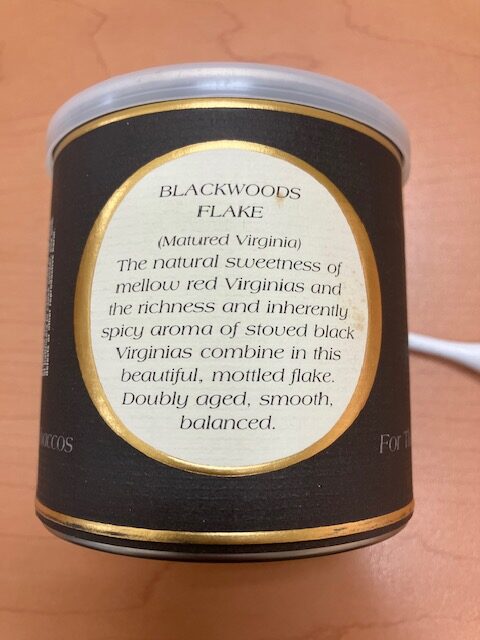 BLACKWOODS
FLAKE
(Matured Virginia)
The natural sweetness of
mellow red Virginias and
the richness and inherently
spicy aroma of stoved black
Virginias combine in this
beautiful, mottled flake.
Doubly aged, smooth,
balanced.
For